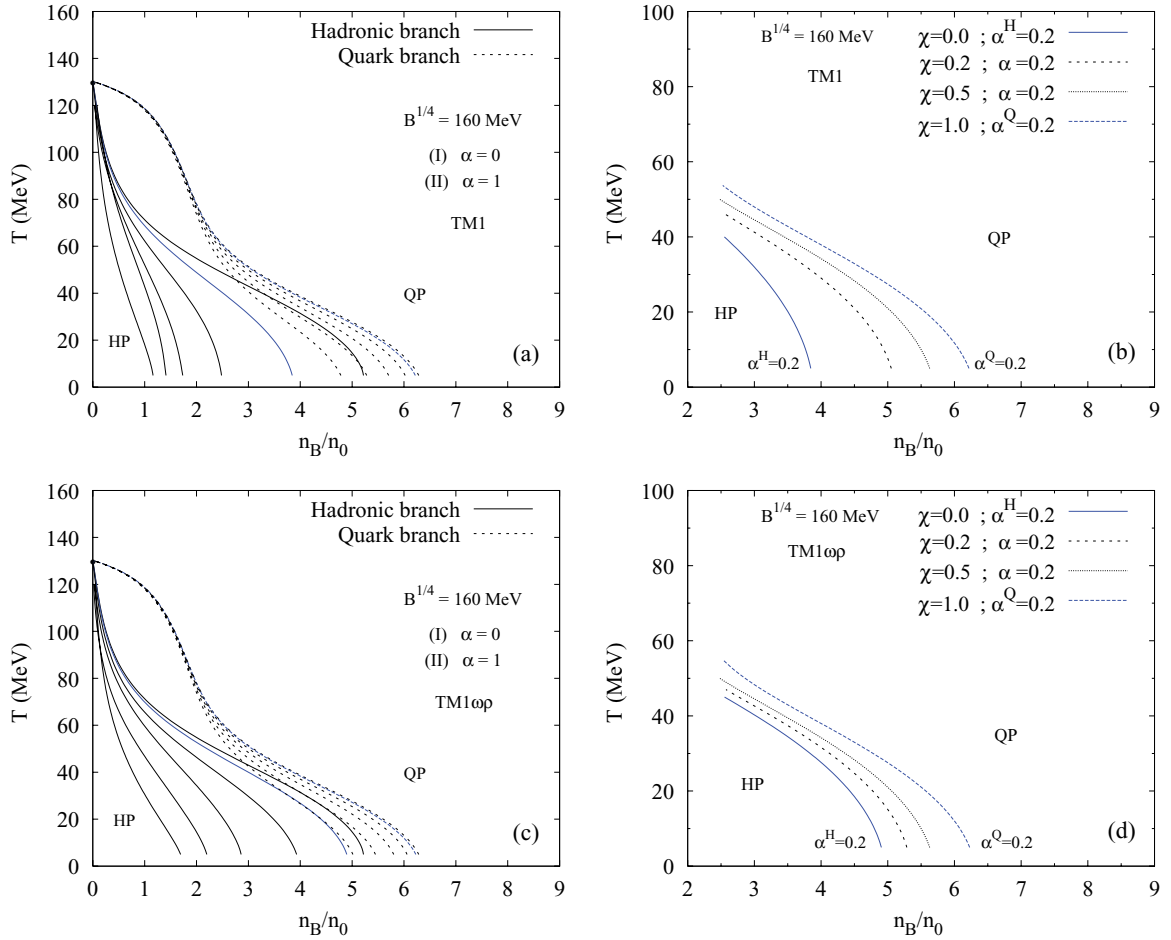 160
140
120
100
80
60
40
20
0
T (MeV)
Hadronic branch
Quark branch
B^1/4 = 160 MeV
(I) α = 0
(II) α = 1
TM1
QP
HP
(a)
0 1 2 3 4 5 6 7 8 9
n_B/n_0
100
80
60
40
20
0
T (MeV)
B^1/4 = 160 MeV
TM1
χ=0.0 ; α^H=0.2
χ=0.2 ; α=0.2
χ=0.5 ; α=0.2
χ=1.0 ; α^Q=0.2
QP
HP
α^H=0.2
α^Q=0.2
(b)
2 3 4 5 6 7 8 9
n_B/n_0
160
140
120
100
80
60
40
20
0
T (MeV)
Hadronic branch
Quark branch
B^1/4 = 160 MeV
(I) α = 0
(II) α = 1
TM1ωρ
QP
HP
(c)
0 1 2 3 4 5 6 7 8 9
n_B/n_0
100
80
60
40
20
0
T (MeV)
B^1/4 = 160 MeV
TM1ωρ
χ=0.0 ; α^H=0.2
χ=0.2 ; α=0.2
χ=0.5 ; α=0.2
χ=1.0 ; α^Q=0.2
QP
HP
α^H=0.2
α^Q=0.2
(d)
2 3 4 5 6 7 8 9
n_B/n_0